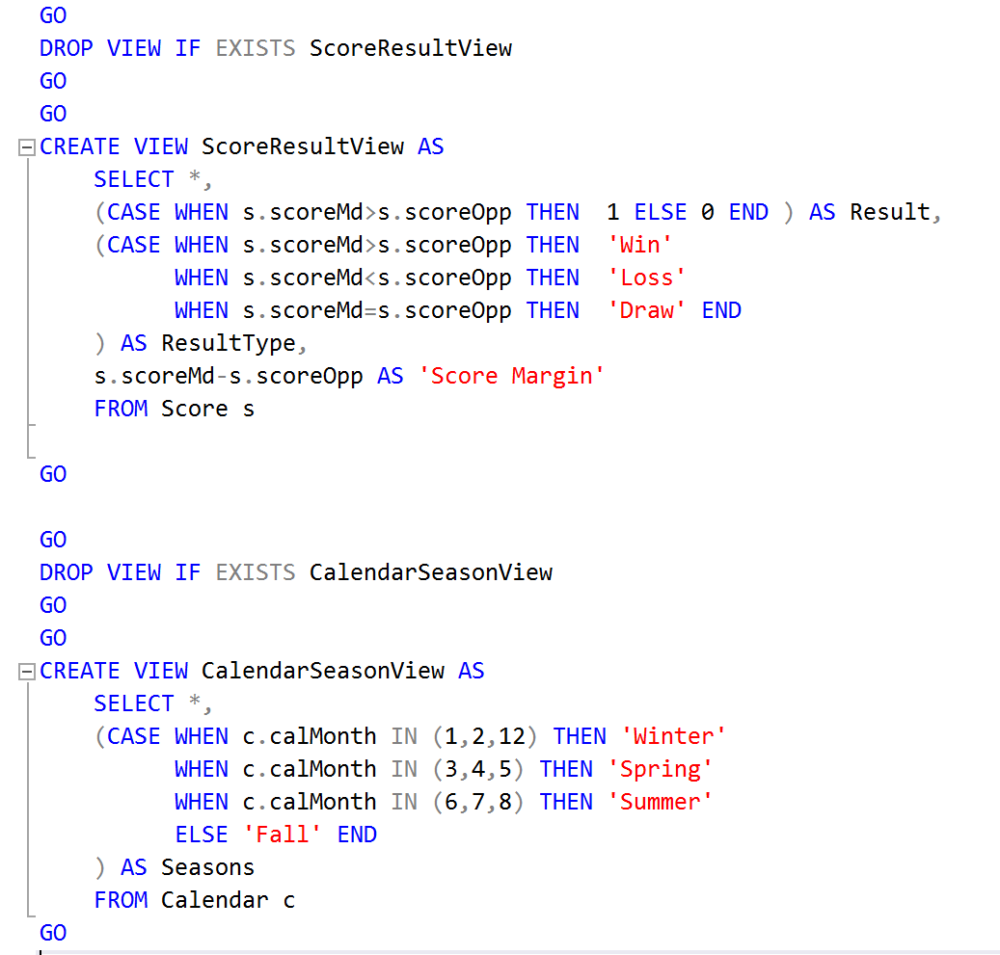 GO
DROP VIEW IF EXISTS ScoreResultView
GO
GO
CREATE VIEW ScoreResultView AS
SELECT *,
(CASE WHEN s.scoreMd>s.scoreOpp THEN  1 ELSE 0 END ) AS Result,
(CASE WHEN s.scoreMd>s.scoreOpp THEN  'Win'
WHEN s.scoreMd<s.scoreOpp THEN  'Loss'
WHEN s.scoreMd=s.scoreOpp THEN  'Draw' END
) AS ResultType,
s.scoreMd-s.scoreOpp AS 'Score Margin'
FROM Score s
GO
GO
DROP VIEW IF EXISTS CalendarSeasonView
GO
GO
CREATE VIEW CalendarSeasonView AS
SELECT *,
(CASE WHEN c.calMonth IN (1,2,12) THEN 'Winter'
WHEN c.calMonth IN (3,4,5) THEN 'Spring'
WHEN c.calMonth IN (6,7,8) THEN 'Summer'
ELSE 'Fall' END
) AS Seasons
FROM Calendar c
GO